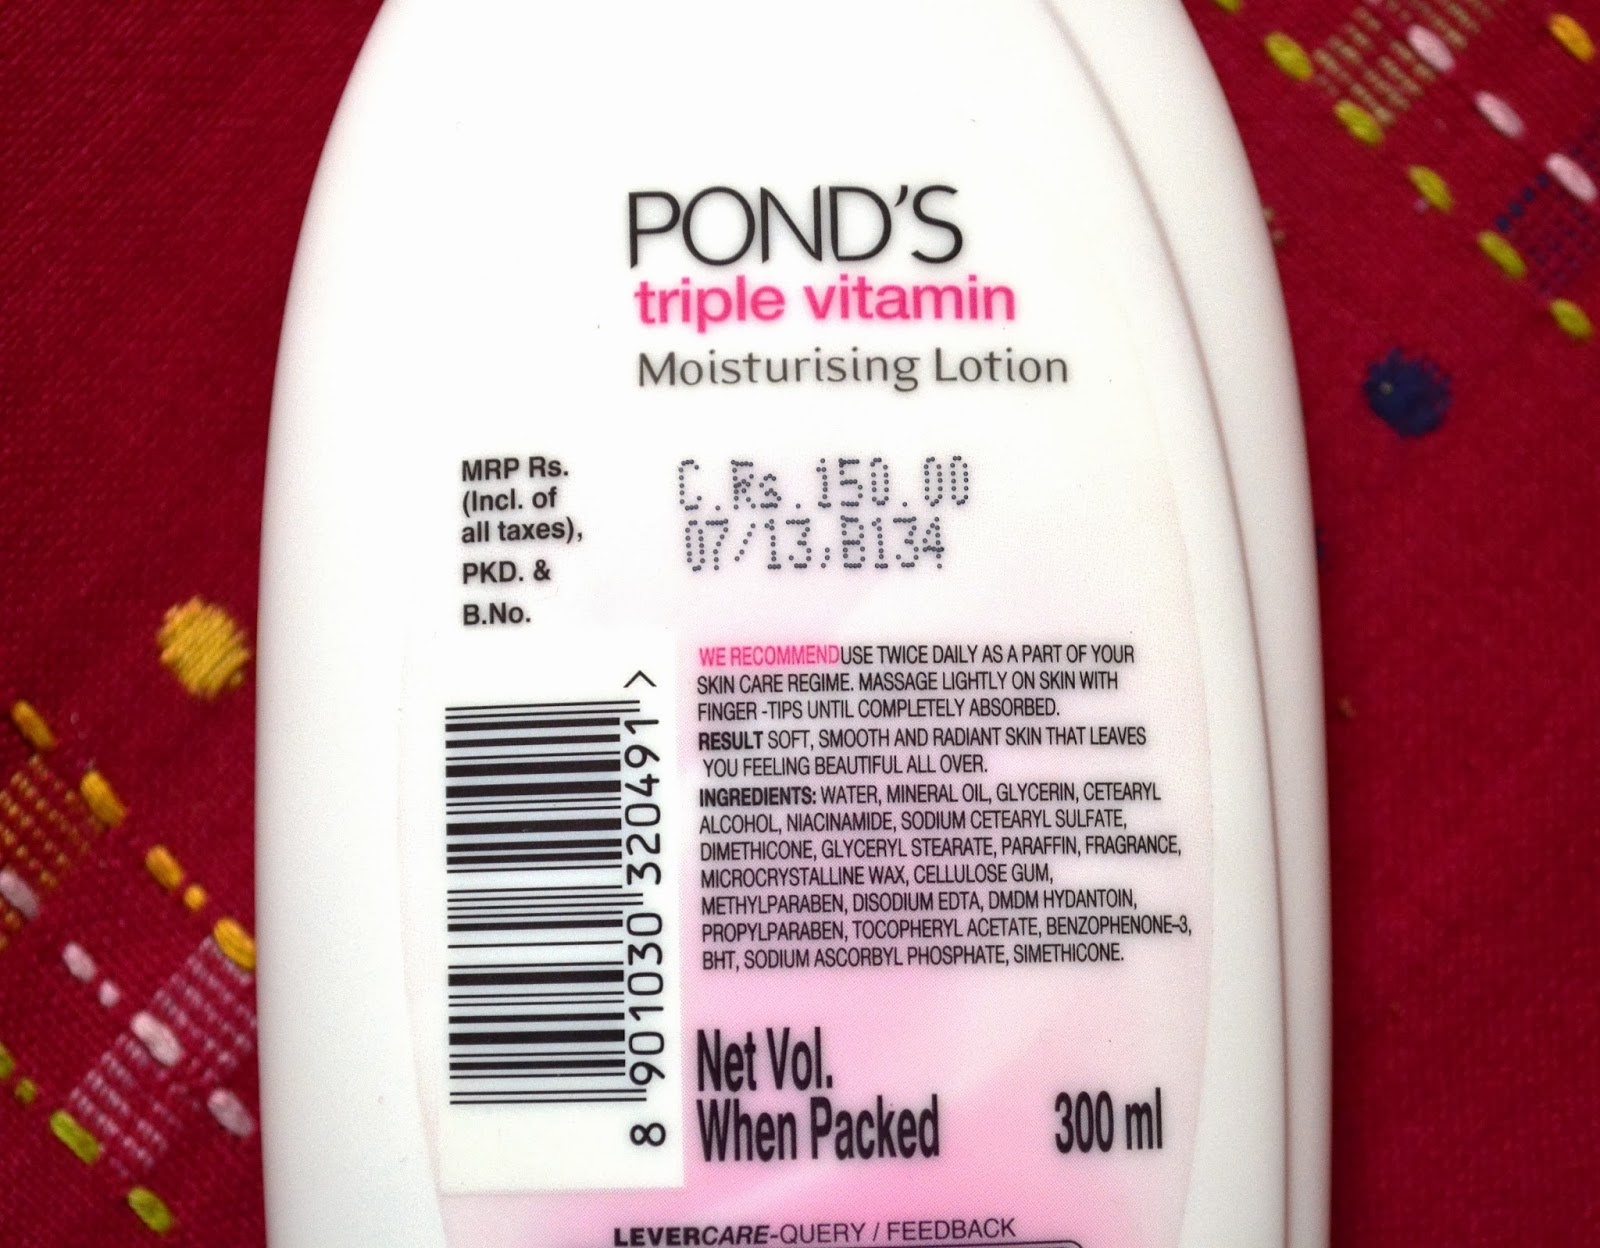 POND'S
triple vitamin
Moisturising Lotion
MRP Rs.
(Incl. of
all taxes),
PKD. &
B.No.
C.Rs.150.00
07/13,B134
WE RECOMMEND USE TWICE DAILY AS A PART OF YOUR
SKIN CARE REGIME. MASSAGE LIGHTLY ON SKIN WITH
FINGER -TIPS UNTIL COMPLETELY ABSORBED.
RESULT SOFT, SMOOTH AND RADIANT SKIN THAT LEAVES
YOU FEELING BEAUTIFUL ALL OVER.
INGREDIENTS: WATER, MINERAL OIL, GLYCERIN, CETEARYL
ALCOHOL, NIACINAMIDE, SODIUM CETEARYL SULFATE,
DIMETHICONE, GLYCERYL STEARATE, PARAFFIN, FRAGRANCE,
MICROCRYSTALLINE WAX, CELLULOSE GUM,
METHYLPARABEN, DISODIUM EDTA, DMDM HYDANTOIN,
PROPYLPARABEN, TOCOPHERYL ACETATE, BENZOPHENONE-3,
BHT, SODIUM ASCORBYL PHOSPHATE, SIMETHICONE.
8 901030 320491 >
Net Vol.
When Packed 300 ml
LEVERCARE-QUERY / FEEDBACK